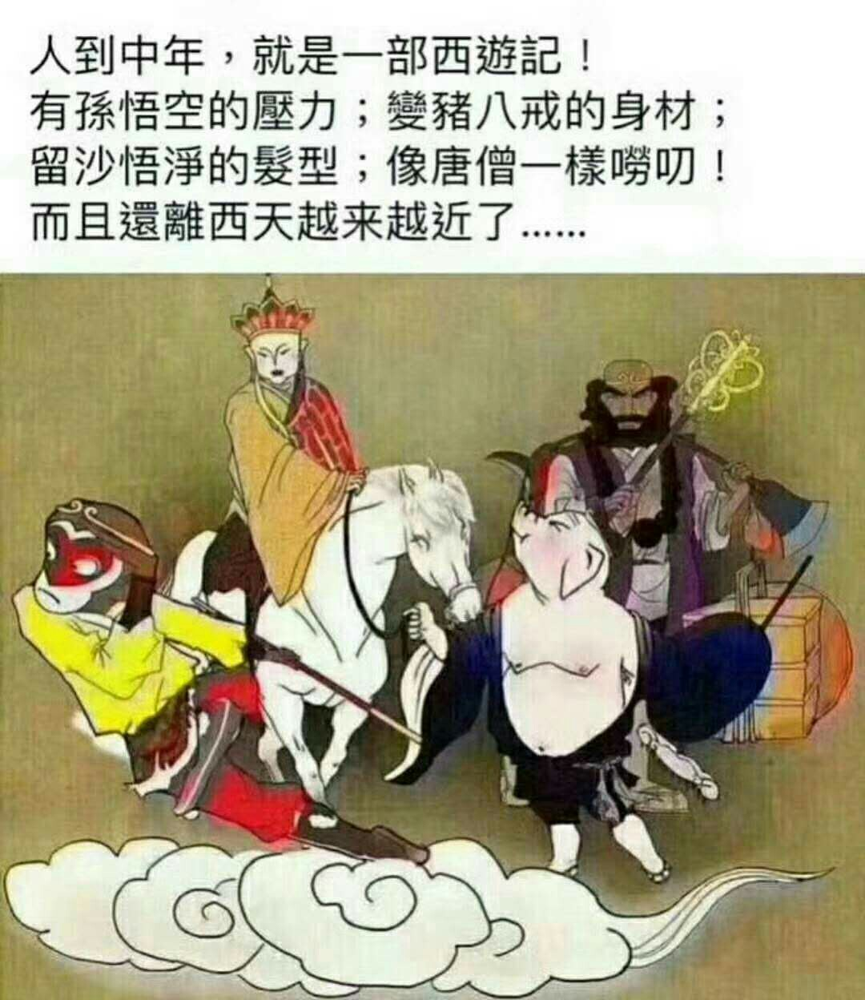 人到中年，就是一部西遊記！
有孫悟空的壓力；變豬八戒的身材；
留沙悟淨的髮型；像唐僧一樣嘮叨！
而且還離西天越来越近了......